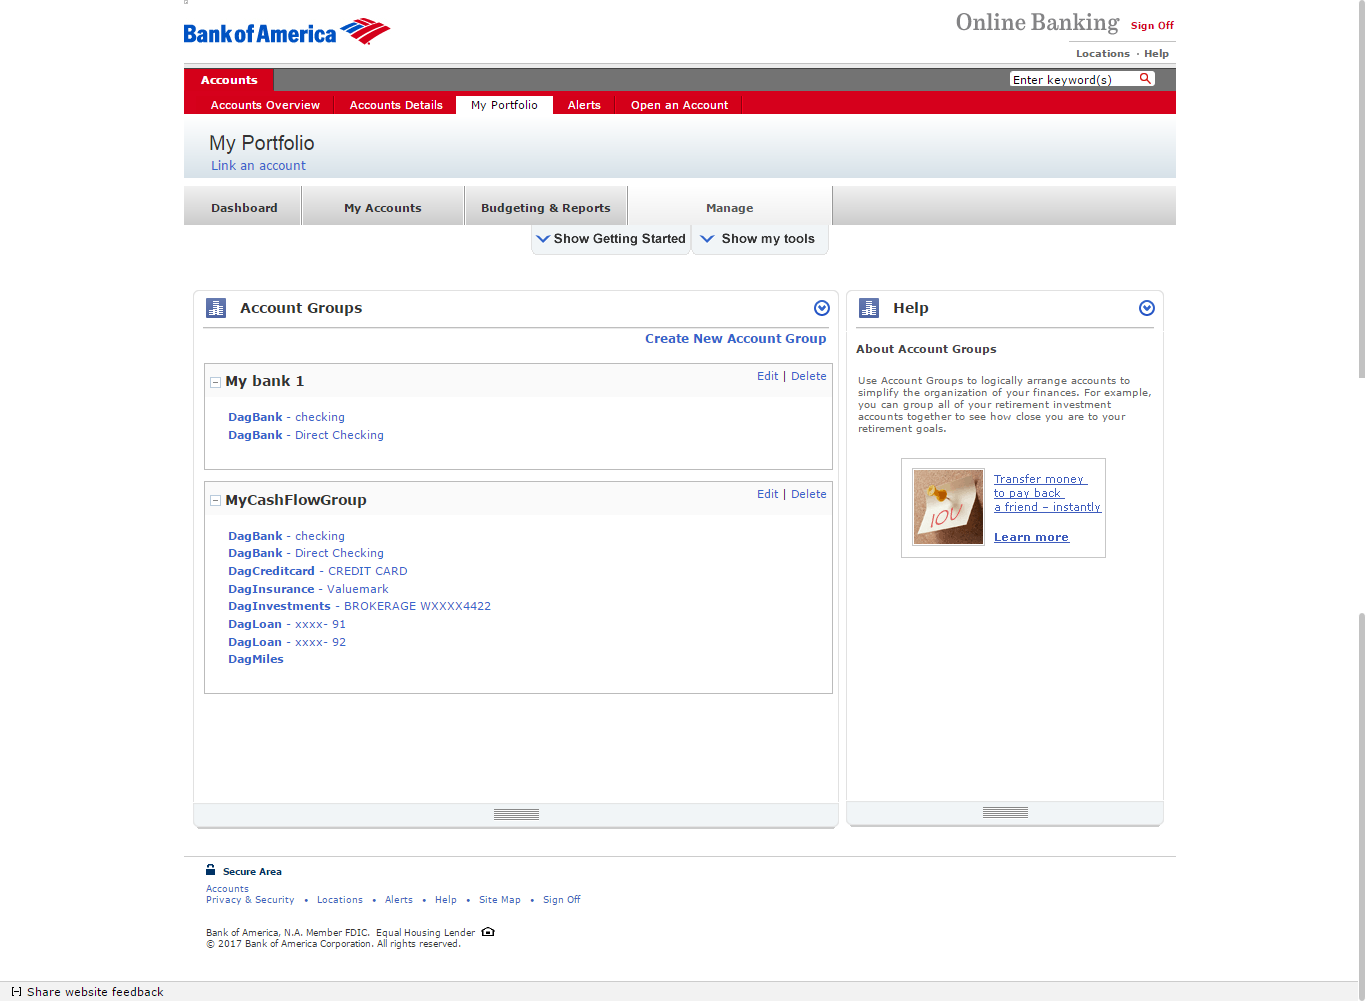 Bank of America
Online Banking
Sign Off
Locations · Help
Accounts
Enter keyword(s)
Accounts Overview
Accounts Details
My Portfolio
Alerts
Open an Account
My Portfolio
Link an account
Dashboard
My Accounts
Budgeting & Reports
Manage
Show Getting Started
Show my tools
Account Groups
Create New Account Group
My bank 1
Edit | Delete
DagBank - checking
DagBank - Direct Checking
MyCashFlowGroup
Edit | Delete
DagBank - checking
DagBank - Direct Checking
DagCreditcard - CREDIT CARD
DagInsurance - Valuemark
DagInvestments - BROKERAGE WXXXX4422
DagLoan - xxxx- 91
DagLoan - xxxx- 92
DagMiles
Help
About Account Groups
Use Account Groups to logically arrange accounts to
simplify the organization of your finances. For example,
you can group all of your retirement investment
accounts together to see how close you are to your
retirement goals.
IOU
Transfer money
to pay back
a friend – instantly
Learn more
Secure Area
Accounts
Privacy & Security • Locations • Alerts • Help • Site Map • Sign Off
Bank of America, N.A. Member FDIC. Equal Housing Lender
© 2017 Bank of America Corporation. All rights reserved.
[+] Share website feedback